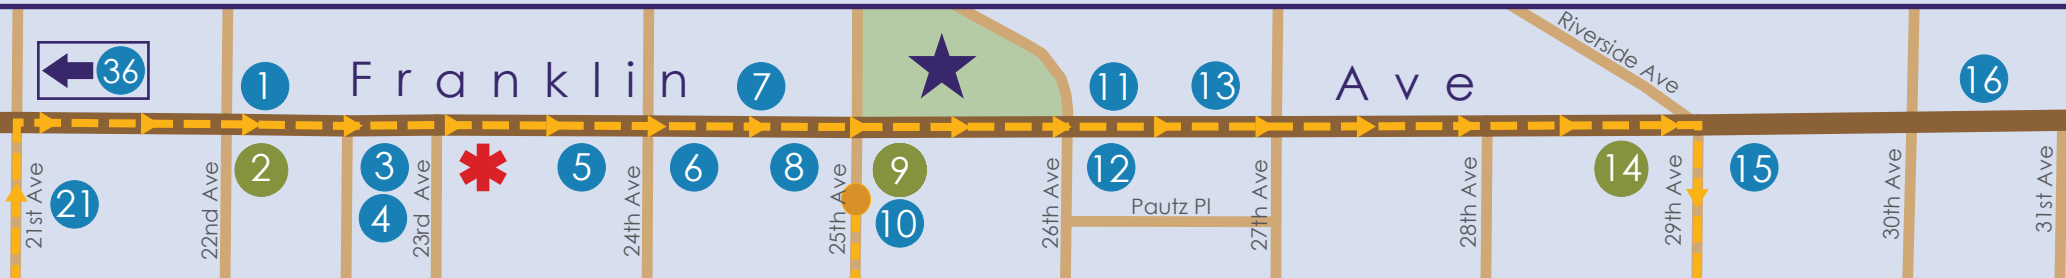 36
1
Franklin
7
11
13
Ave
Riverside Ave
16
21
21st Ave
22nd Ave
2
3
4
23rd Ave
5
24th Ave
6
8
25th Ave
9
10
26th Ave
12
Pautz Pl
27th Ave
28th Ave
14
29th Ave
15
30th Ave
31st Ave